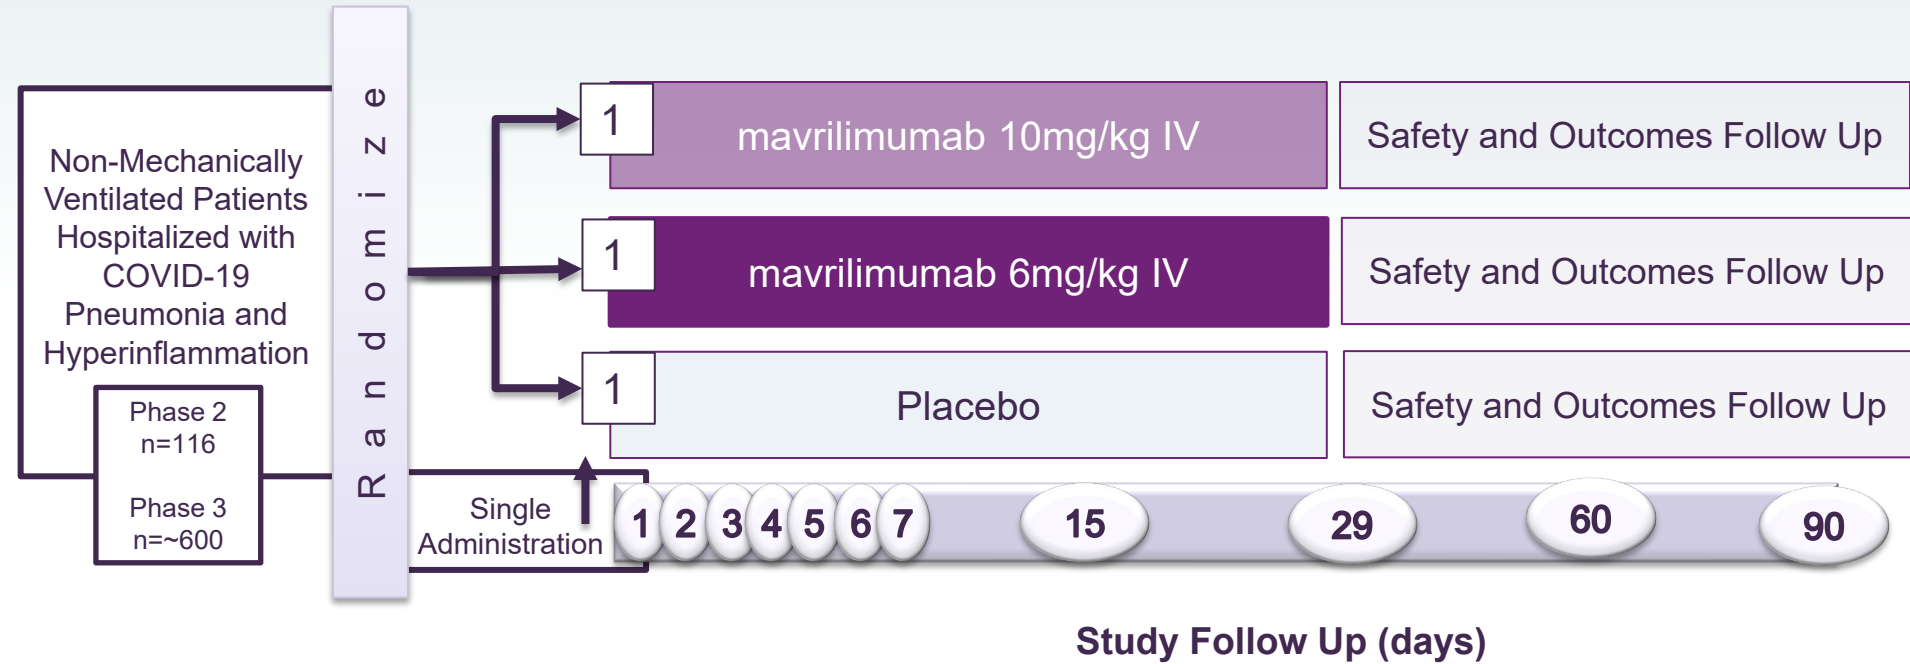 Non-Mechanically
Ventilated Patients
Hospitalized with
COVID-19
Pneumonia and
Hyperinflammation
Phase 2
n=116
Phase 3
n=~600
Randomize
1
mavrilimumab 10mg/kg IV
Safety and Outcomes Follow Up
1
mavrilimumab 6mg/kg IV
Safety and Outcomes Follow Up
1
Placebo
Safety and Outcomes Follow Up
Single
Administration
1 2 3 4 5 6 7 15 29 60 90
Study Follow Up (days)